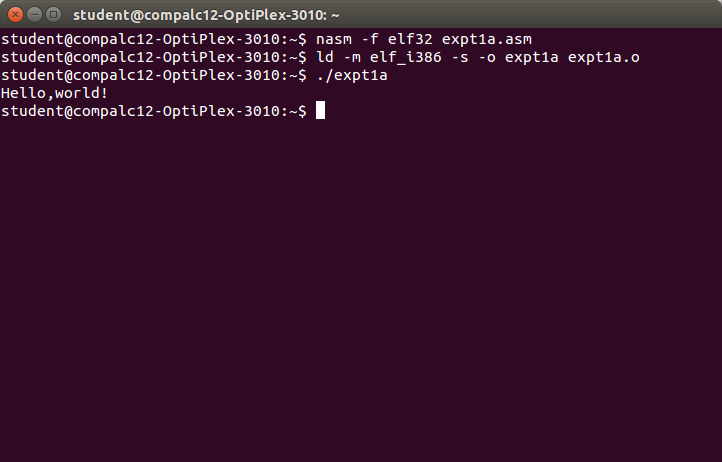 student@compalc12-OptiPlex-3010: ~
student@compalc12-OptiPlex-3010:~$ nasm -f elf32 expt1a.asm
student@compalc12-OptiPlex-3010:~$ ld -m elf_i386 -s -o expt1a expt1a.o
student@compalc12-OptiPlex-3010:~$ ./expt1a
Hello,world!
student@compalc12-OptiPlex-3010:~$